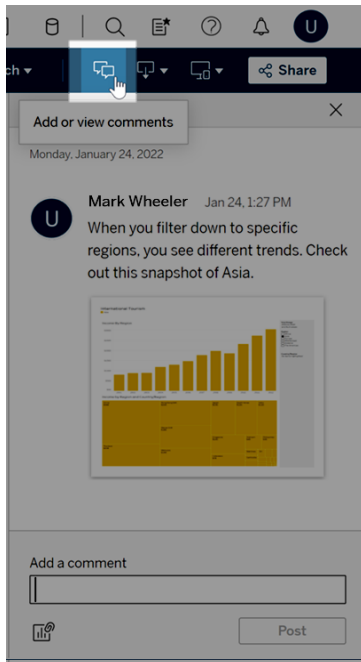 U
ch
Share
Add or view comments
Monday, January 24, 2022
U
Mark Wheeler Jan 24, 1:27 PM
When you filter down to specific
regions, you see different trends. Check
out this snapshot of Asia.
International Tourism
Add a comment
Post